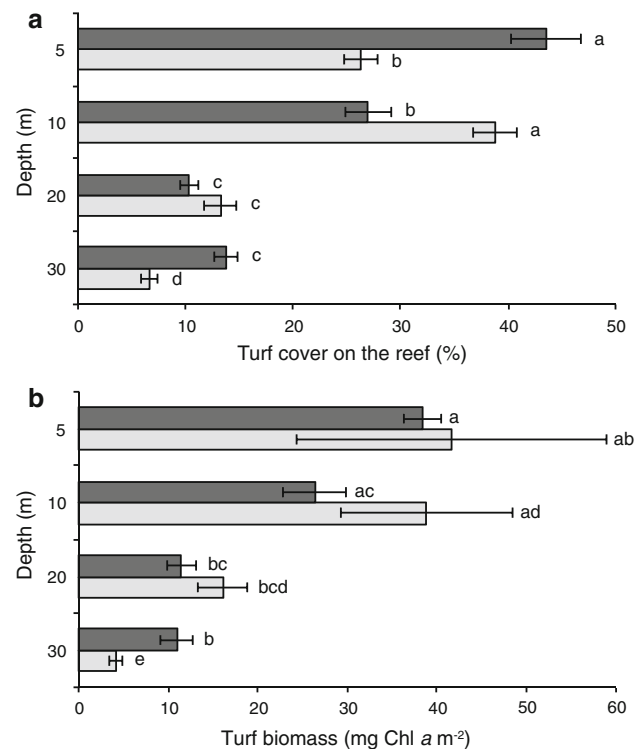 a
5
a
b
10
b
a
20
c
c
30
c
d
Depth (m)
0 10 20 30 40 50
Turf cover on the reef (%)
b
5
a
ab
10
ac
ad
20
bc
bcd
30
b
e
Depth (m)
0 10 20 30 40 50 60
Turf biomass (mg Chl a m⁻²)